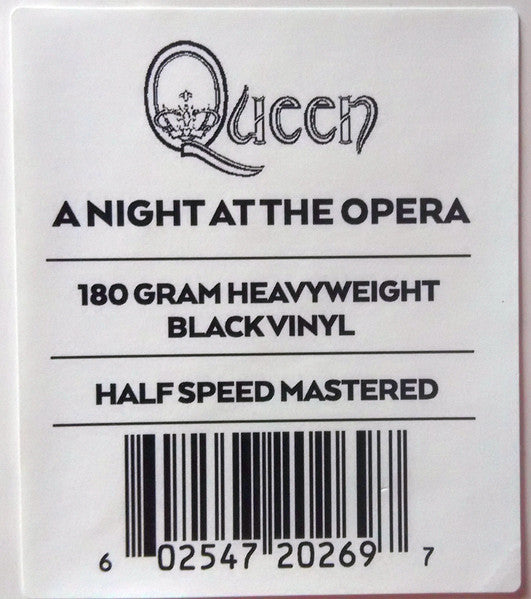 Queen
A NIGHT AT THE OPERA
180 GRAM HEAVYWEIGHT
BLACK VINYL
HALF SPEED MASTERED
6 02547 20269 7